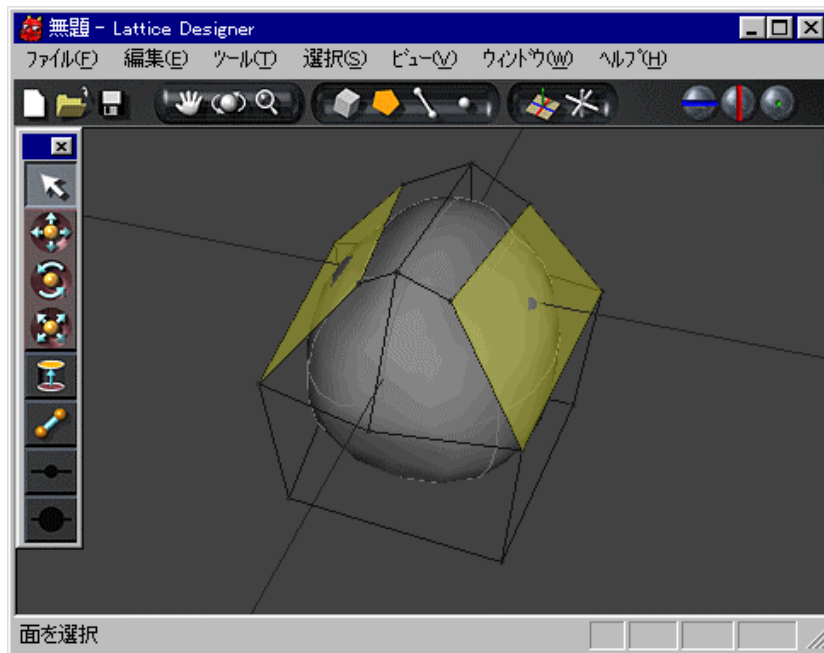 無題 - Lattice Designer
ファイル(F) 編集(E) ツール(T) 選択(S) ビュー(V) ウィンドウ(W) ヘルプ(H)
面を選択